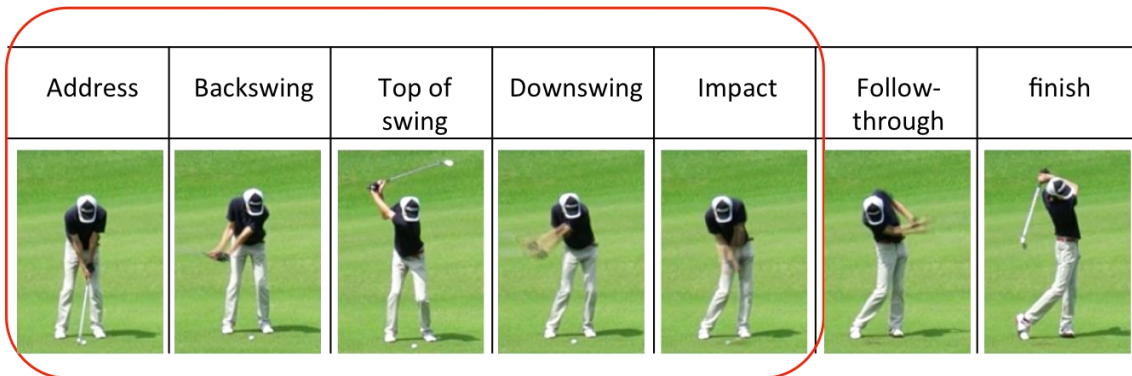 Address
Backswing
Top of
swing
Downswing
Impact
Follow-
through
finish